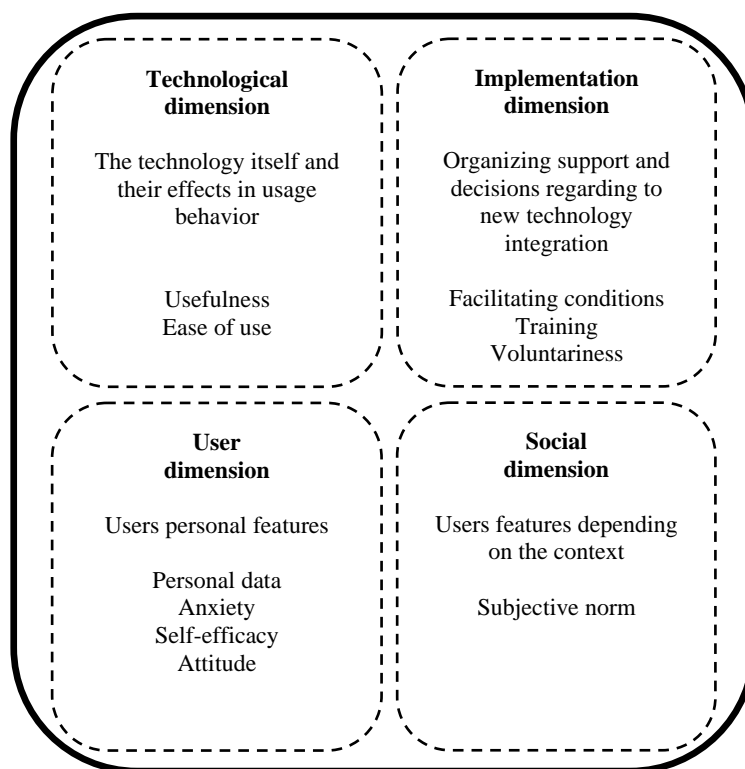 Technological
dimension
The technology itself and
their effects in usage
behavior
Usefulness
Ease of use
Implementation
dimension
Organizing support and
decisions regarding to
new technology
integration
Facilitating conditions
Training
Voluntariness
User
dimension
Users personal features
Personal data
Anxiety
Self-efficacy
Attitude
Social
dimension
Users features depending
on the context
Subjective norm